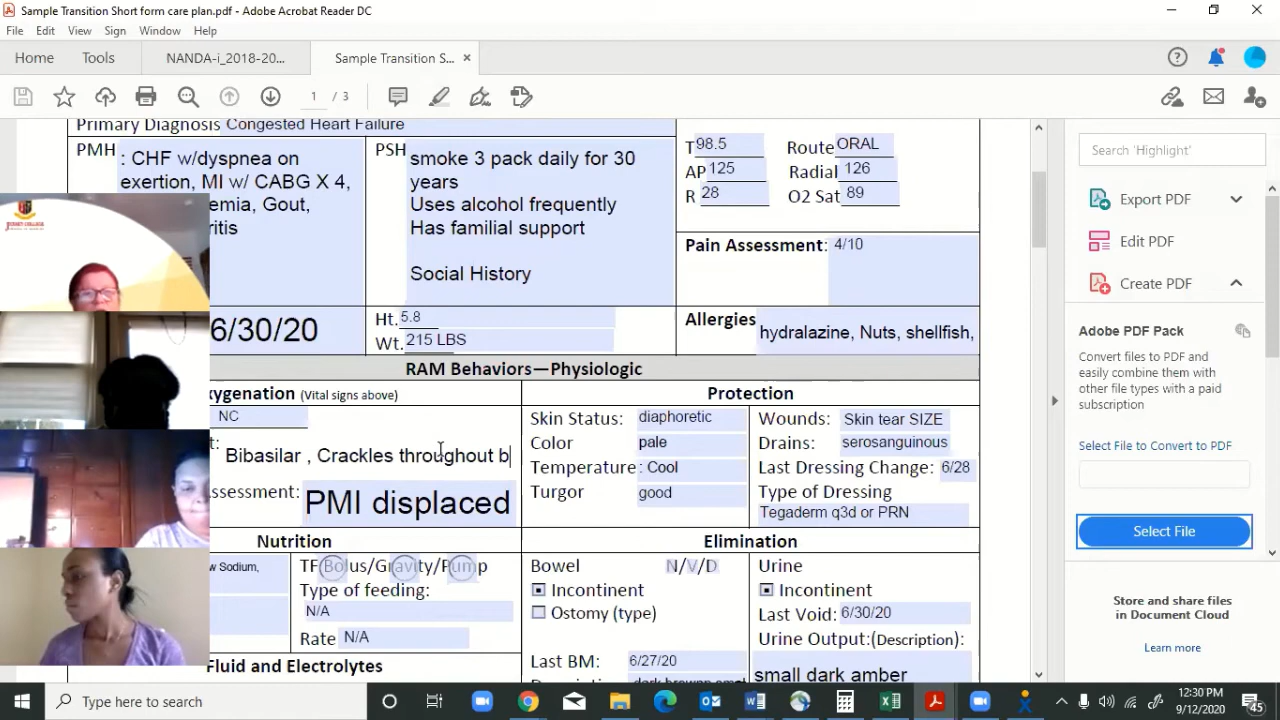 Sample Transition Short form care plan.pdf - Adobe Acrobat Reader DC
File Edit View Sign Window Help
Home Tools NANDA-i_2018-20... Sample Transition S... ×
1 / 3
Primary Diagnosis Congested Heart Failure
PMH : CHF w/dyspnea on
exertion, MI w/ CABG X 4,
emia, Gout,
ritis
PSH smoke 3 pack daily for 30
years
Uses alcohol frequently
Has familial support
Social History
T 98.5 Route ORAL
AP 125 Radial 126
R 28 O2 Sat 89
Pain Assessment: 4/10
6/30/20
Ht. 5.8
Wt. 215 LBS
Allergies hydralazine, Nuts, shellfish,
RAM Behaviors—Physiologic
xygenation (Vital signs above)
NC
t: Bibasilar , Crackles throughout b
ssessment: PMI displaced
Protection
Skin Status: diaphoretic
Color pale
Temperature: Cool
Turgor good
Wounds: Skin tear SIZE
Drains: serosanguinous
Last Dressing Change: 6/28
Type of Dressing
Tegaderm q3d or PRN
Nutrition
w Sodium,
TF Bolus/Gravity/Pump
Type of feeding:
N/A
Rate N/A
Fluid and Electrolytes
Elimination
Bowel N/V/D
Incontinent
Ostomy (type)
Last BM: 6/27/20
Urine
Incontinent
Last Void: 6/30/20
Urine Output:(Description):
small dark amber
Search 'Highlight'
Export PDF
Edit PDF
Create PDF
Adobe PDF Pack
Convert files to PDF and
easily combine them with
other file types with a paid
subscription
Select File to Convert to PDF
Select File
Store and share files
in Document Cloud
Learn more
JERSEY COLLEGE
Type here to search
12:30 PM
9/12/2020
45